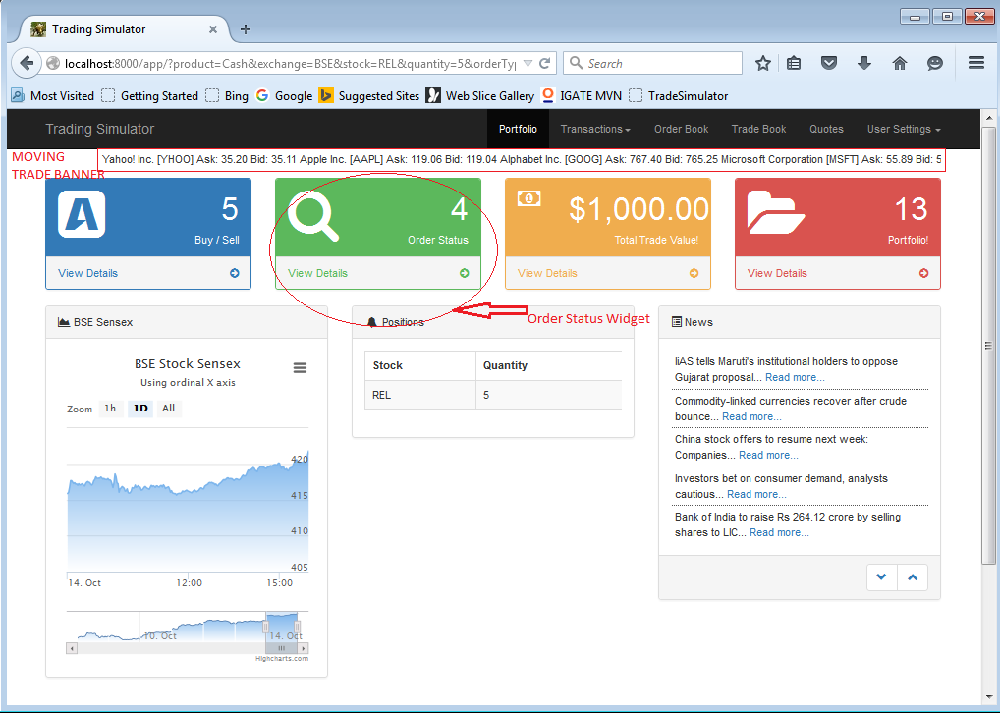 Trading Simulator
localhost:8000/app/?product=Cash&exchange=BSE&stock=REL&quantity=5&orderTy
Search
Most Visited Getting Started Bing Google Suggested Sites Web Slice Gallery IGATE MVN TradeSimulator
Trading Simulator Portfolio Transactions Order Book Trade Book Quotes User Settings
MOVING
TRADE BANNER
Yahoo! Inc. [YHOO] Ask: 35.20 Bid: 35.11 Apple Inc. [AAPL] Ask: 119.06 Bid: 119.04 Alphabet Inc. [GOOG] Ask: 767.40 Bid: 765.25 Microsoft Corporation [MSFT] Ask: 55.89 Bid: 5
A
5
Buy / Sell
View Details
4
Order Status
View Details
$1,000.00
Total Trade Value!
View Details
13
Portfolio!
View Details
Order Status Widget
BSE Sensex
BSE Stock Sensex
Using ordinal X axis
Zoom 1h 1D All
420
415
410
405
14. Oct 12:00 15:00
10. Oct 14. Oct
Highcharts.com
Positions
Stock Quantity
REL 5
News
IiAS tells Maruti's institutional holders to oppose
Gujarat proposal... Read more...
Commodity-linked currencies recover after crude
bounce... Read more...
China stock offers to resume next week:
Companies... Read more...
Investors bet on consumer demand, analysts
cautious... Read more...
Bank of India to raise Rs 264.12 crore by selling
shares to LIC... Read more...